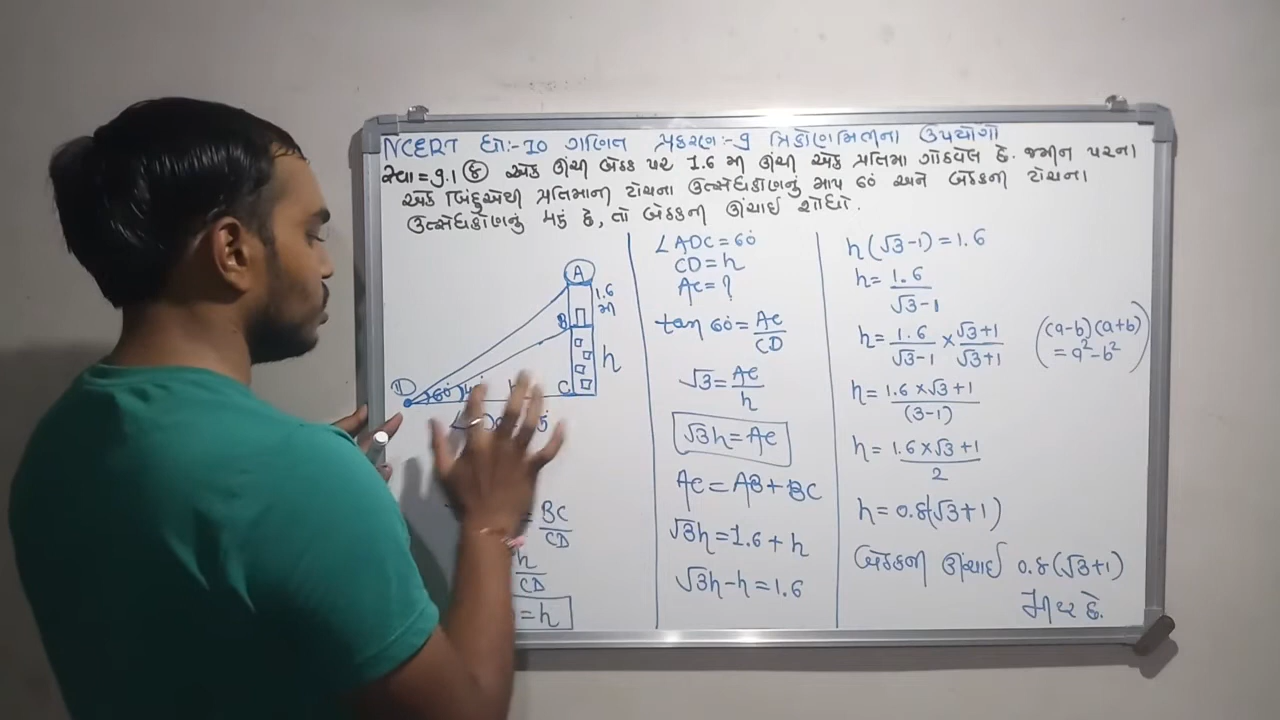 NCERT ધો:-10 ગણિત પ્રકરણ:-9 ત્રિકોણમિતિના ઉપયોગો
સ્વા=9.1 ⑧ એક ઊંચી બેઠક પર 1.6 મી ઊંચી એક પ્રતિમા ગોઠવેલ છે. જમીન પરના
એક બિંદુએથી પ્રતિમાની ટોચના ઉત્સેધકોણનું માપ 60° અને બેઠકની ટોચના
ઉત્સેધકોણનું 45° છે, તો બેઠકની ઊંચાઈ શોધો.
A
1.6
મી
B
h
D 60° C
BC
CD
h
CD
= h
∠ADC = 60°
CD = h
AC = ?
tan 60° = AC/CD
√3 = AC/h
√3h = AC
AC = AB + BC
√3h = 1.6 + h
√3h - h = 1.6
h(√3-1) = 1.6
h = 1.6/√3-1
h = 1.6/√3-1 × √3+1/√3+1
((a-b)(a+b)
= a²-b²)
h = 1.6×√3+1/(3-1)
h = 1.6×√3+1/2
h = 0.8(√3+1)
બેઠકની ઊંચાઈ 0.8(√3+1)
મીટર છે.